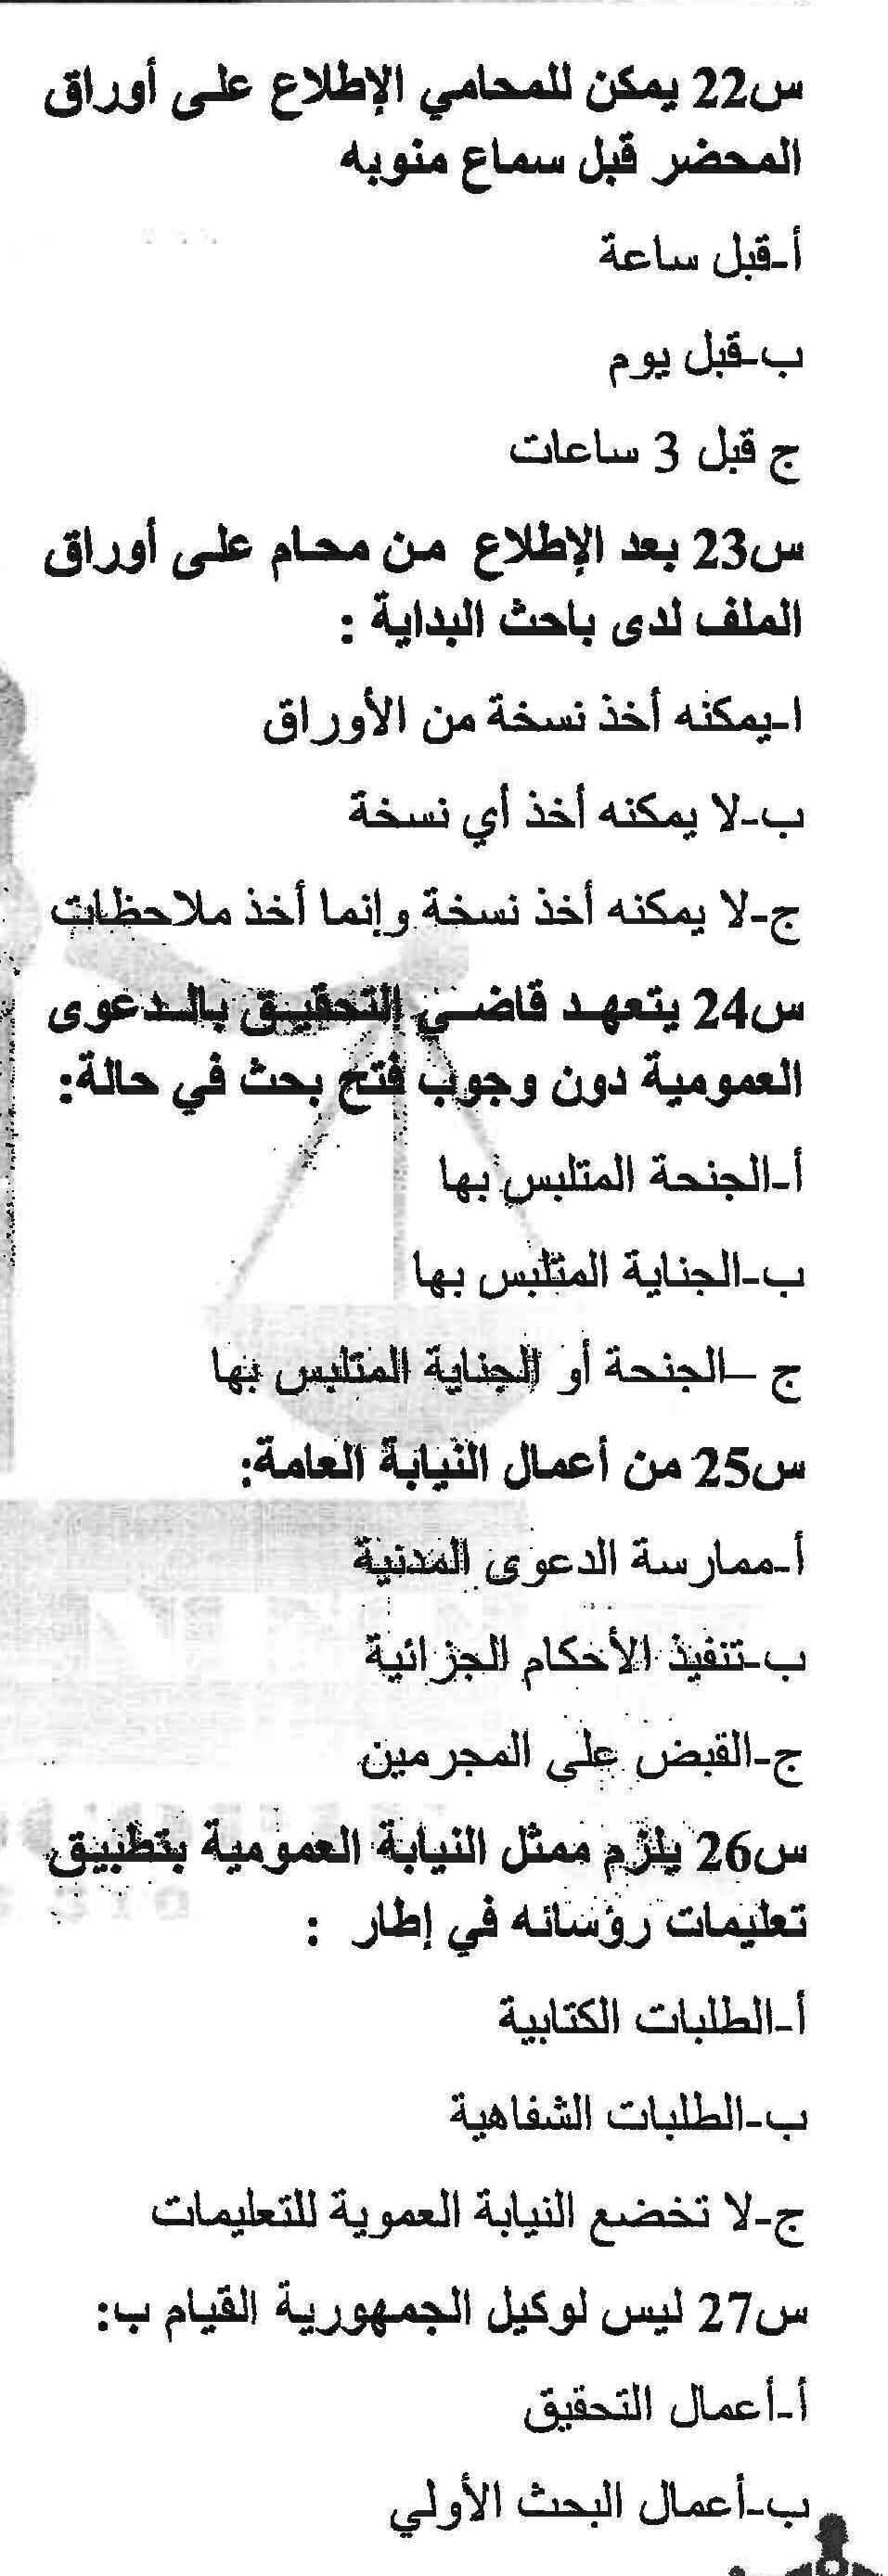 س22 يمكن للمحامي الإطلاع على أوراق
المحضر قبل سماع منوبه
أ-قبل ساعة
ب-قبل يوم
ج قبل 3 ساعات
س23 بعد الإطلاع من محام على أوراق
الملف لدى باحث البداية :
ا-يمكنه أخذ نسخة من الأوراق
ب-لا يمكنه أخذ أي نسخة
ج-لا يمكنه أخذ نسخة وإنما أخذ ملاحظات
س24 يتعهد قاضي التحقيق بالدعوى
العمومية دون وجوب فتح بحث في حالة:
أ-الجنحة المتلبس بها
ب-الجناية المتلبس بها
ج –الجنحة أو الجناية المتلبس بها
س25 من أعمال النيابة العامة:
أ-ممارسة الدعوى المدنية
ب-تنفيذ الأحكام الجزائية
ج-القبض على المجرمين
س26 يلزم ممثل النيابة العمومية بتطبيق
تعليمات رؤسائه في إطار :
أ-الطلبات الكتابية
ب-الطلبات الشفاهية
ج-لا تخضع النيابة العموية للتعليمات
س27 ليس لوكيل الجمهورية القيام ب:
أ-أعمال التحقيق
ب-أعمال البحث الأولي